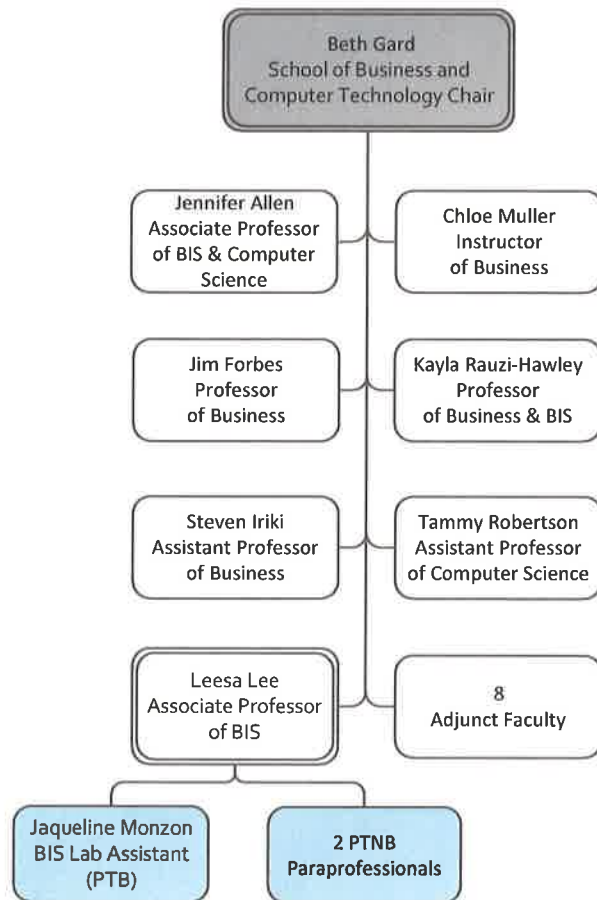 Beth Gard
School of Business and
Computer Technology Chair
Jennifer Allen
Associate Professor
of BIS & Computer
Science
Chloe Muller
Instructor
of Business
Jim Forbes
Professor
of Business
Kayla Rauzi-Hawley
Professor
of Business & BIS
Steven Iriki
Assistant Professor
of Business
Tammy Robertson
Assistant Professor
of Computer Science
Leesa Lee
Associate Professor
of BIS
8
Adjunct Faculty
Jaqueline Monzon
BIS Lab Assistant
(PTB)
2 PTNB
Paraprofessionals